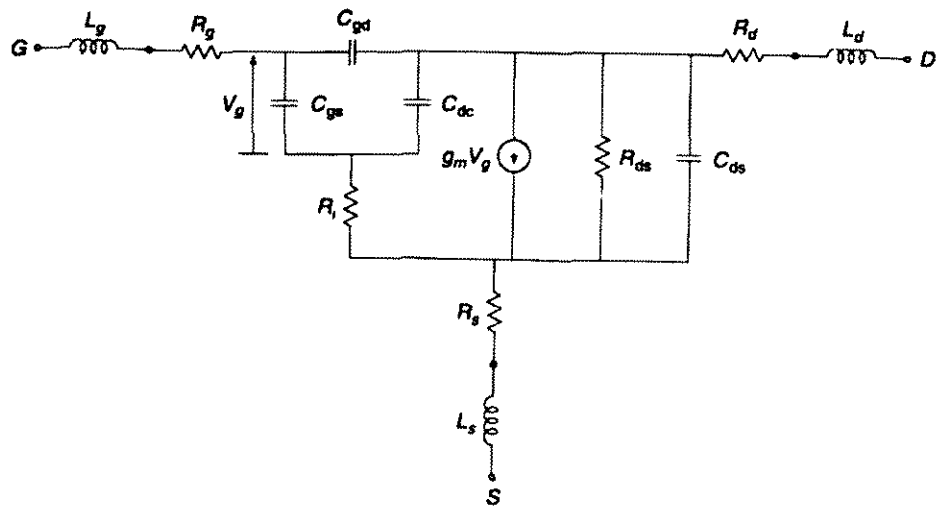 G
L_g
R_g
C_gd
R_d
L_d
D
V_g
C_gs
C_dc
g_mV_g
R_ds
C_ds
R_i
R_s
L_s
S